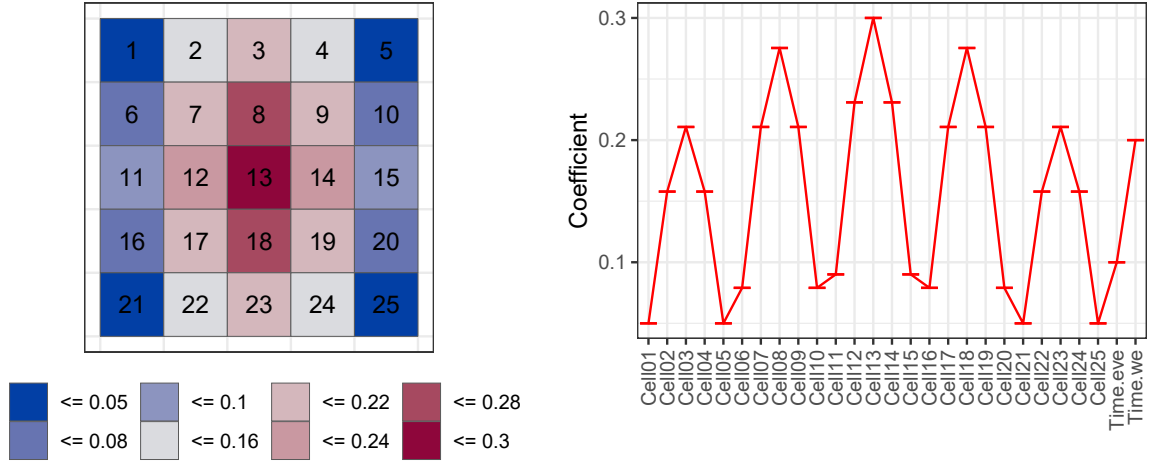 1 2 3 4 5
6 7 8 9 10
11 12 13 14 15
16 17 18 19 20
21 22 23 24 25
<= 0.05 <= 0.1 <= 0.22 <= 0.28
<= 0.08 <= 0.16 <= 0.24 <= 0.3
Coefficient
0.3
0.2
0.1
Cell01
Cell02
Cell03
Cell04
Cell05
Cell06
Cell07
Cell08
Cell09
Cell10
Cell11
Cell12
Cell13
Cell14
Cell15
Cell16
Cell17
Cell18
Cell19
Cell20
Cell21
Cell22
Cell23
Cell24
Cell25
Time.eve
Time.we